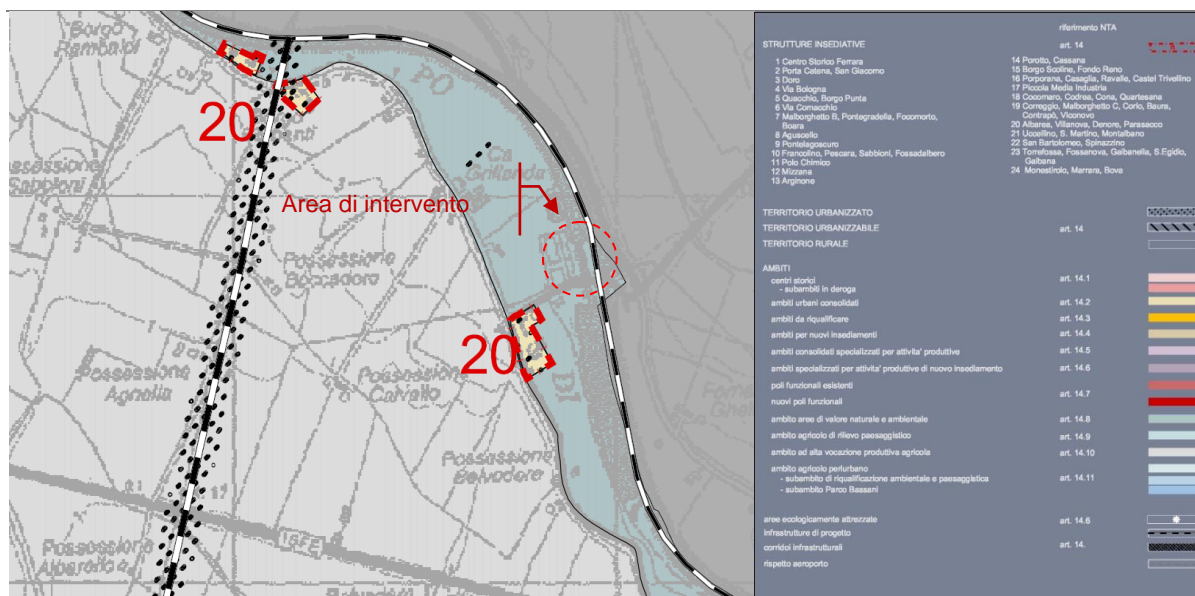 Borgo
Rambaldi
20
PO
Ca
Grillanda
Area di intervento
Possessione
Sabbioni
Possessione
Boccadoro
20
Possessione
Agnella
Possessione
Calvello
DI
Possessione
Belvedere
Possessione
riferimento NTA
STRUTTURE INSEDIATIVE art. 14
1 Centro Storico Ferrara
2 Porta Catena, San Giacomo
3 Doro
4 Via Bologna
5 Quacchio, Borgo Punta
6 Via Comacchio
7 Malborghetto B, Pontegradella, Focomorto,
Boara
8 Aguscello
9 Pontelagoscuro
10 Francolino, Pescara, Sabbioni, Fossadalbero
11 Polo Chimico
12 Mizzana
13 Arginone
14 Porotto, Cassana
15 Borgo Scoline, Fondo Reno
16 Porporana, Casaglia, Ravalle, Castel Trivellino
17 Piccola Media Industria
18 Cocomaro, Codrea, Cona, Quartesana
19 Correggio, Malborghetto C, Corlo, Baura,
Contrapò, Viconovo
20 Albarea, Villanova, Denore, Parasacco
21 Uccellino, S. Martino, Montalbano
22 San Bartolomeo, Spinazzino
23 Torrefossa, Fossanova, Gaibanella, S.Egidio,
Gaibana
24 Monestirolo, Marrara, Bova
TERRITORIO URBANIZZATO
TERRITORIO URBANIZZABILE art. 14
TERRITORIO RURALE
AMBITI
centri storici art. 14.1
- subambiti in deroga
ambiti urbani consolidati art. 14.2
ambiti da riqualificare art. 14.3
ambiti per nuovi insediamenti art. 14.4
ambiti consolidati specializzati per attivita' produttive art. 14.5
ambiti specializzati per attivita' produttive di nuovo insediamento art. 14.6
poli funzionali esistenti art. 14.7
nuovi poli funzionali
ambito aree di valore naturale e ambientale art. 14.8
ambito agricolo di rilievo paesaggistico art. 14.9
ambito ad alta vocazione produttiva agricola art. 14.10
ambito agricolo periurbano
- subambito di riqualificazione ambientale e paesaggistica art. 14.11
- subambito Parco Bassani
aree ecologicamente attrezzate art. 14.6
infrastrutture di progetto
corridoi infrastrutturali art. 14.
rispetto aeroporto